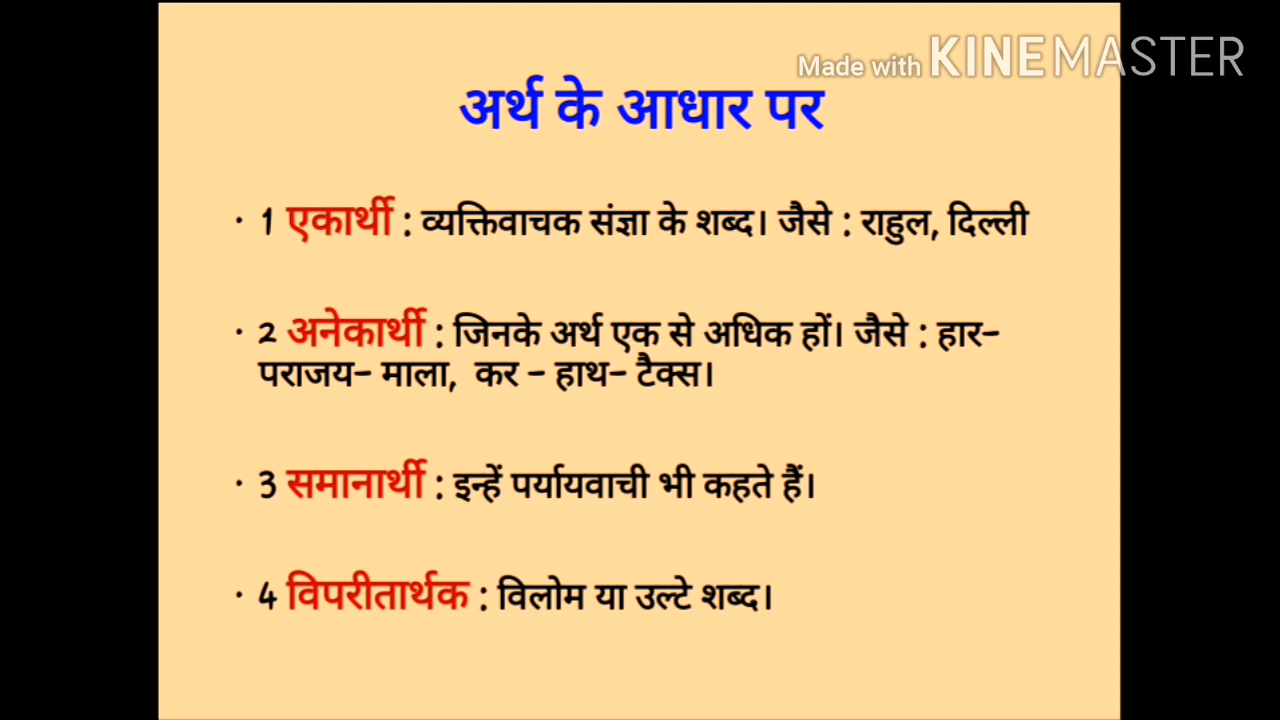 Made with KINEMASTER
अर्थ के आधार पर
• 1 एकार्थी : व्यक्तिवाचक संज्ञा के शब्द। जैसे : राहुल, दिल्ली
• 2 अनेकार्थी : जिनके अर्थ एक से अधिक हों। जैसे : हार-
पराजय- माला, कर - हाथ- टैक्स।
• 3 समानार्थी : इन्हें पर्यायवाची भी कहते हैं।
• 4 विपरीतार्थक : विलोम या उल्टे शब्द।